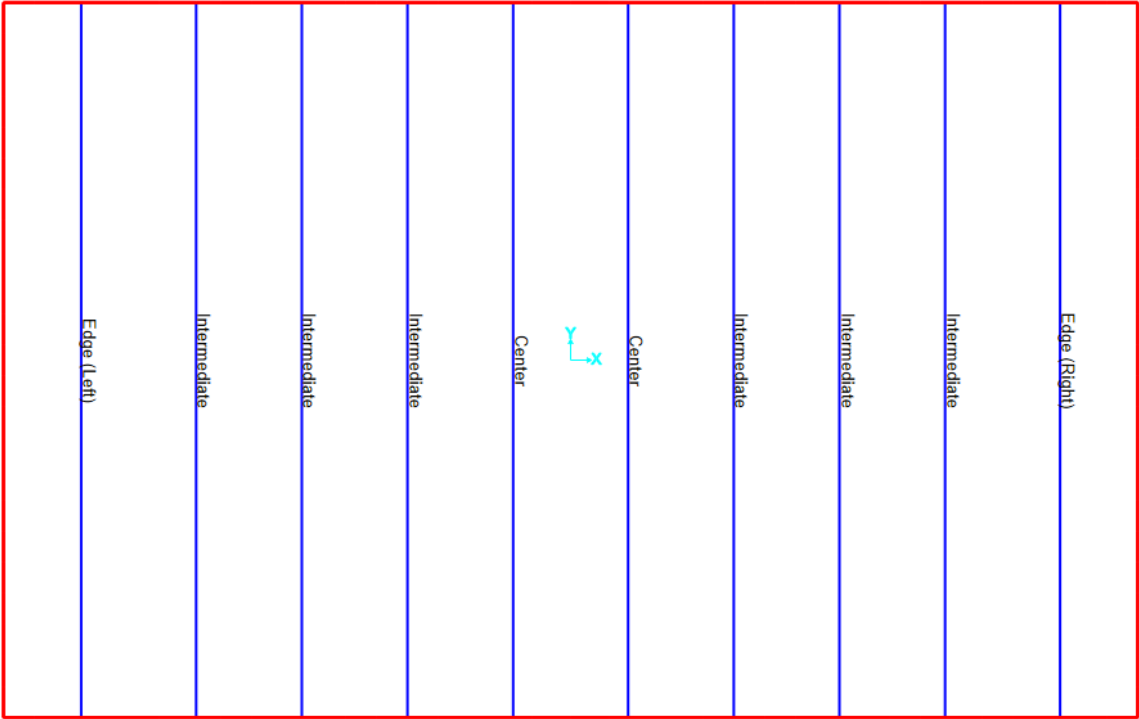 Edge (Left)
Intermediate
Intermediate
Intermediate
Center
Y
X
Center
Intermediate
Intermediate
Intermediate
Edge (Right)